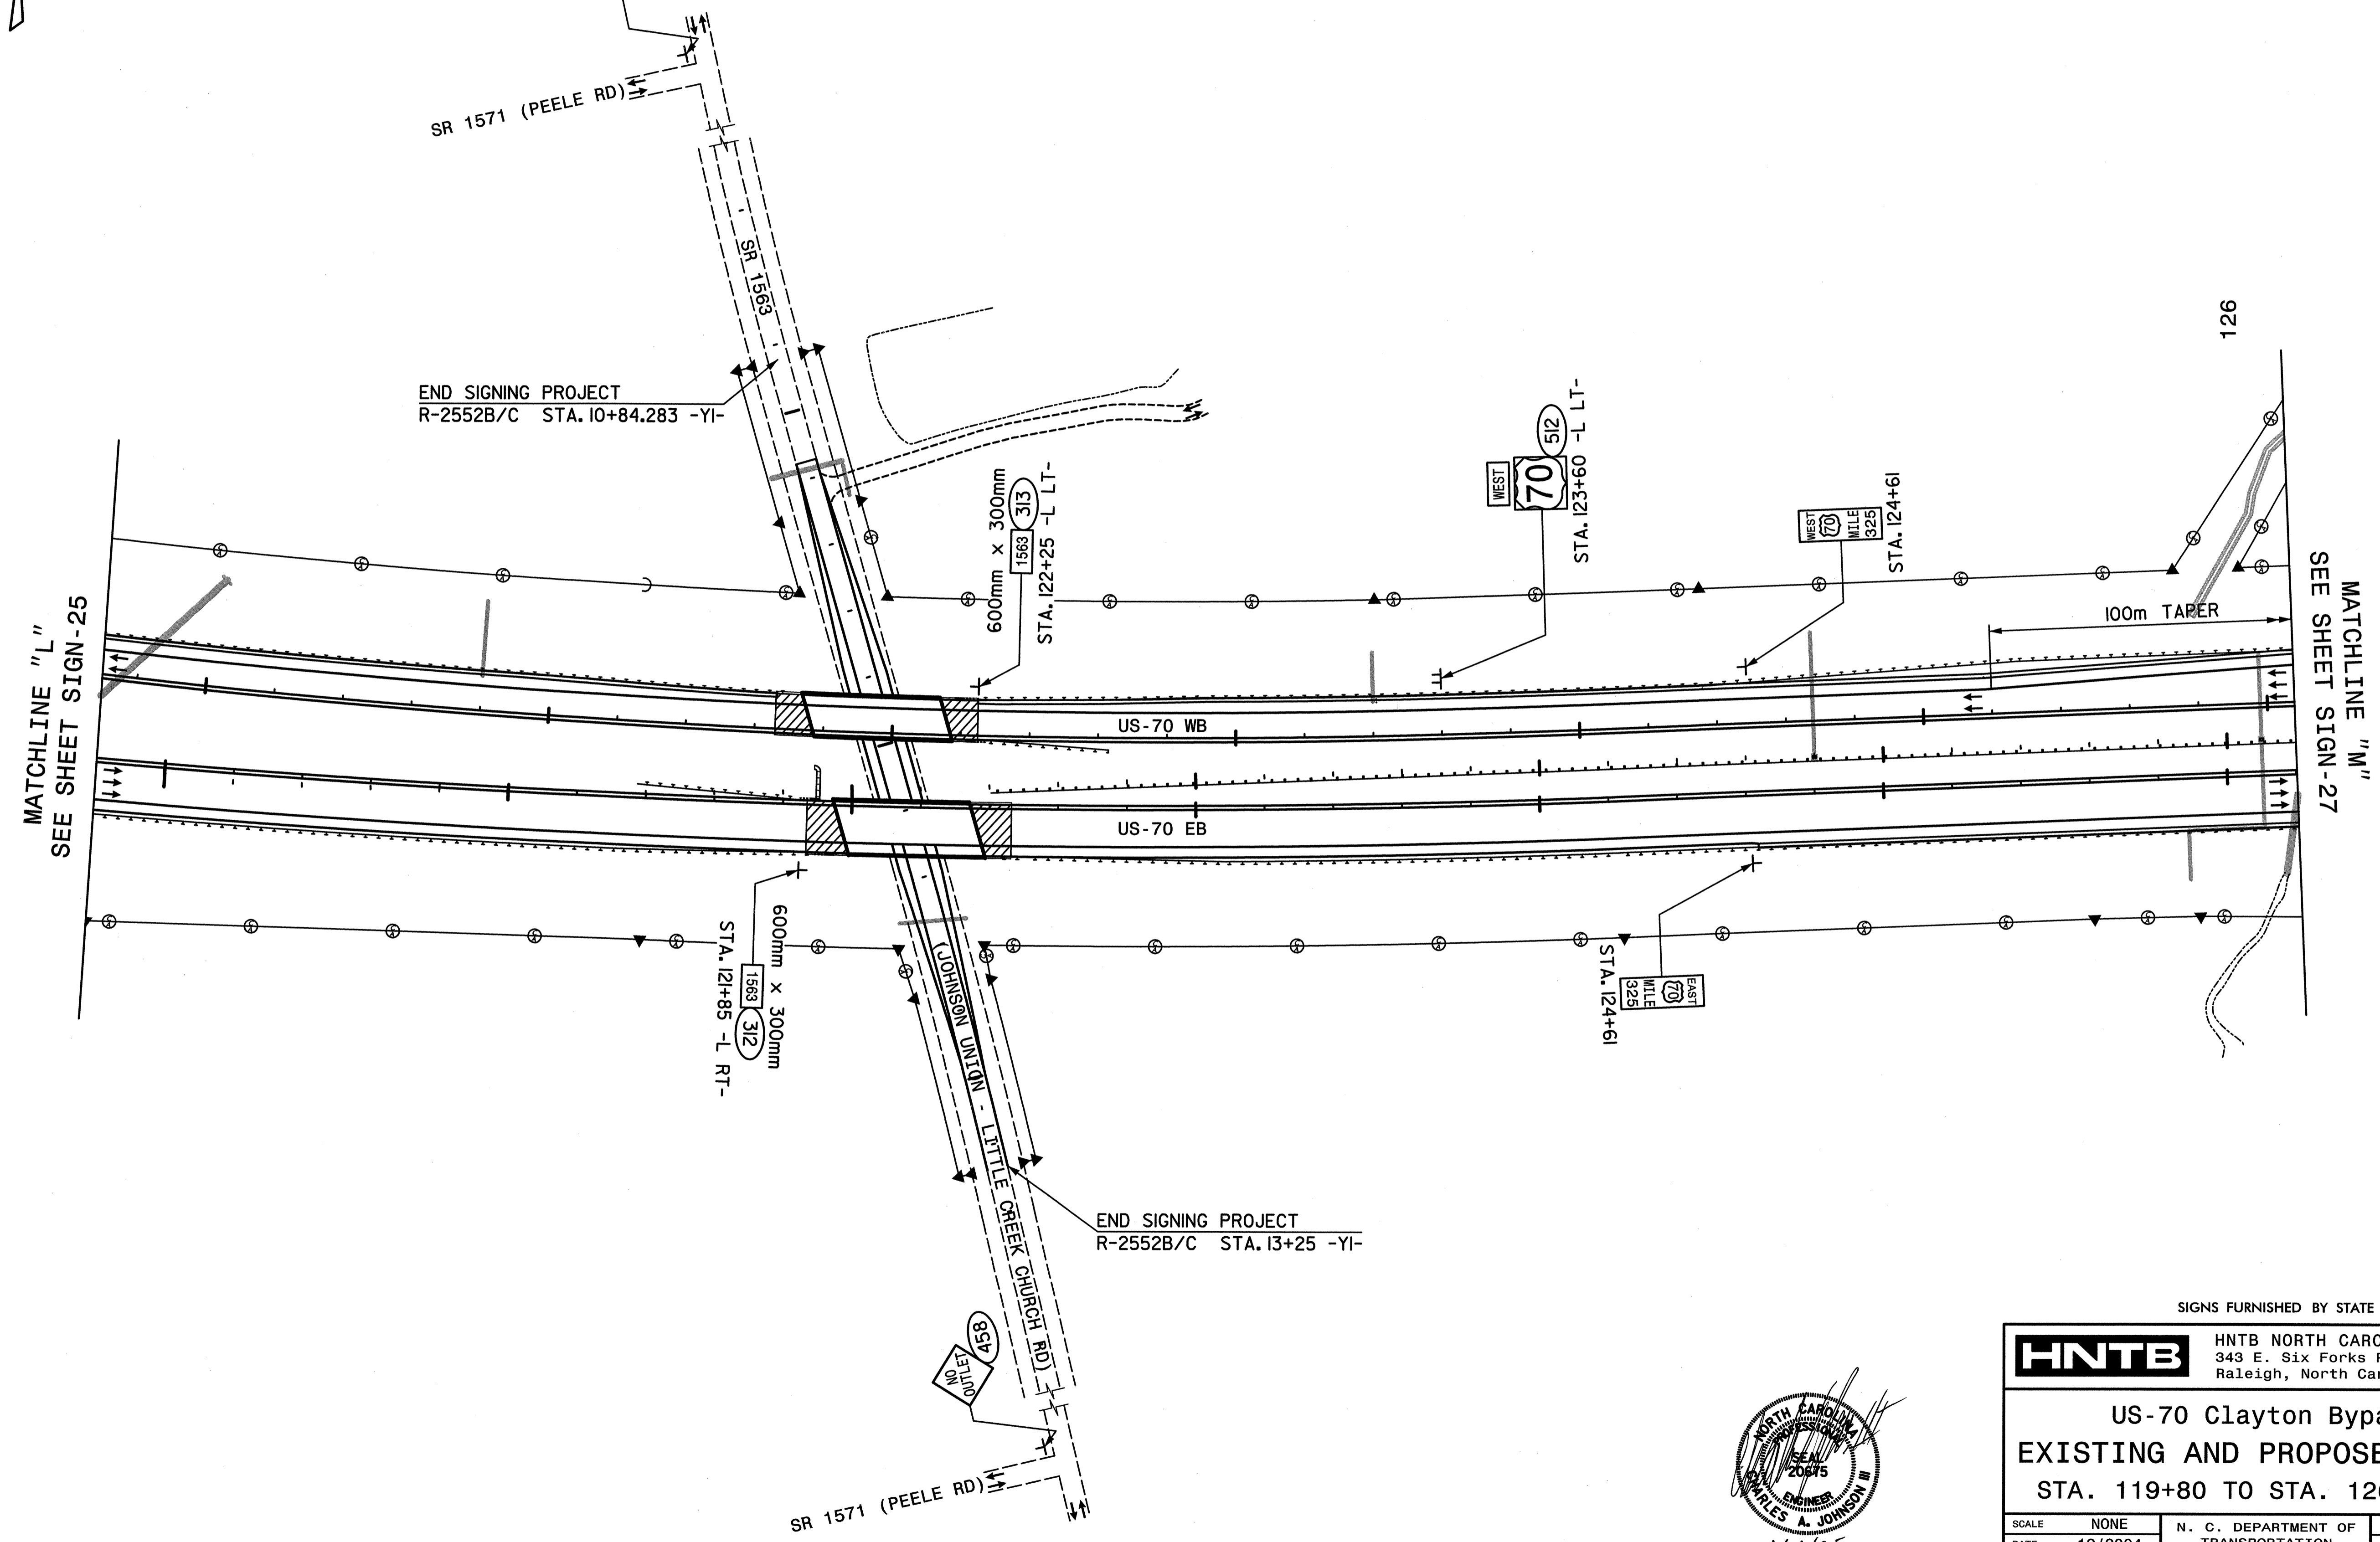 SR 1571 (PEELE RD)
SR 1563
END SIGNING PROJECT
R-2552B/C STA. 10+84.283 -Y1-
600mm x 300mm
1563
313
STA. 122+25 -L LT-
WEST
70
512
STA. 123+60 -L LT-
WEST
70
MILE
325
STA. 124+61
126
MATCHLINE "L"
SEE SHEET SIGN-25
100m TAPER
MATCHLINE "M"
SEE SHEET SIGN-27
US-70 WB
US-70 EB
600mm x 300mm
1563
312
STA. 121+85 -L RT-
(JOHNSON UNION - LITTLE CREEK CHURCH RD)
EAST
70
MILE
325
STA. 124+61
END SIGNING PROJECT
R-2552B/C STA. 13+25 -Y1-
NO
OUTLET
458
SR 1571 (PEELE RD)
NORTH CAROLINA
PROFESSIONAL
SEAL
20675
ENGINEER
CHARLES A. JOHNSON III
SIGNS FURNISHED BY STATE
HNTB
HNTB NORTH CARO
343 E. Six Forks
Raleigh, North Car
US-70 Clayton Bypa
EXISTING AND PROPOSE
STA. 119+80 TO STA. 12
SCALE NONE
N. C. DEPARTMENT OF
TRANSPORTATION